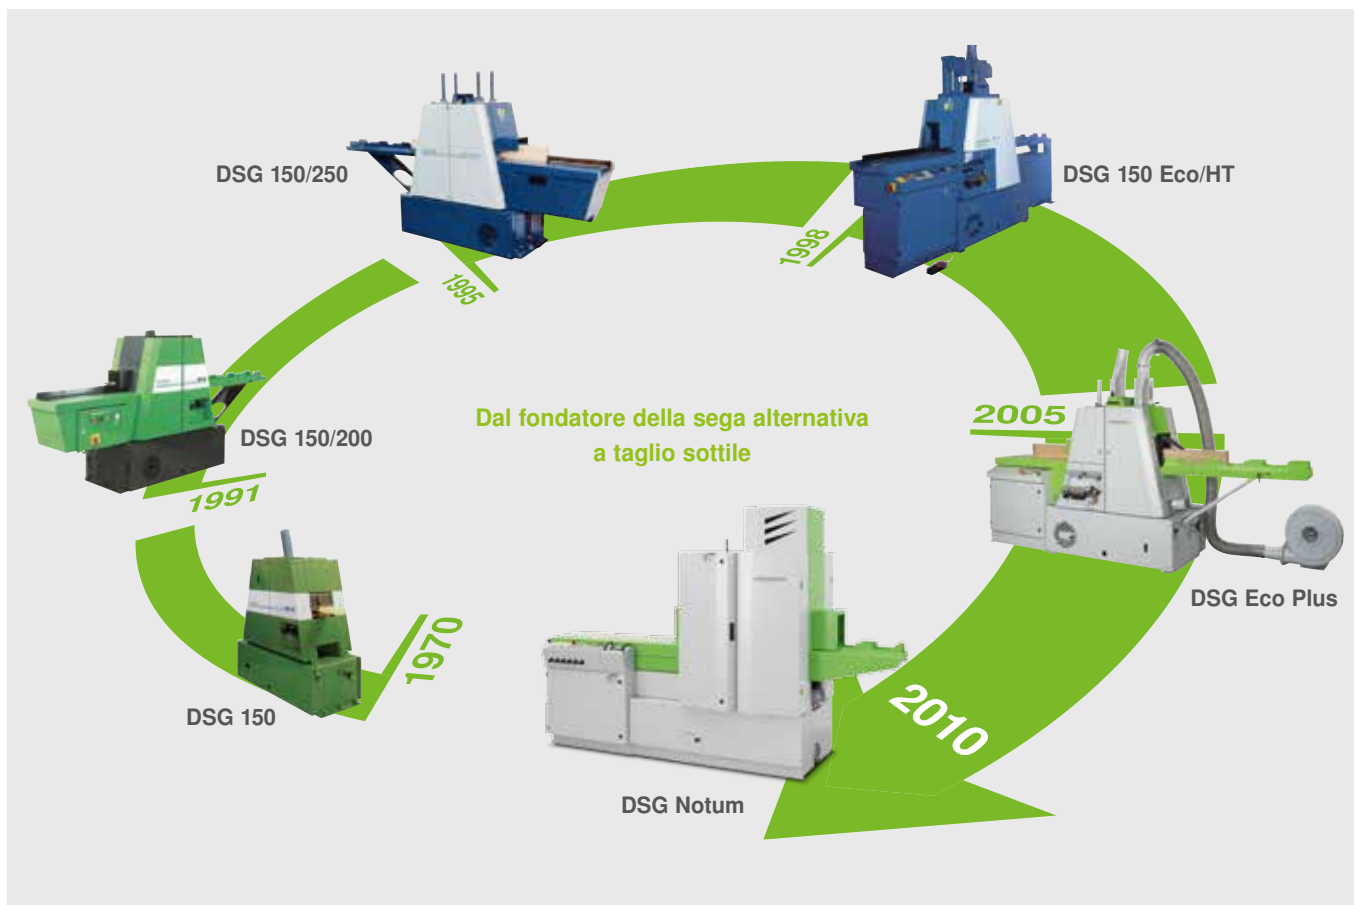 DSG 150/250
DSG 150 Eco/HT
1998
1995
2005
Dal fondatore della sega alternativa
a taglio sottile
DSG 150/200
1991
DSG Eco Plus
1970
2010
DSG 150
DSG Notum